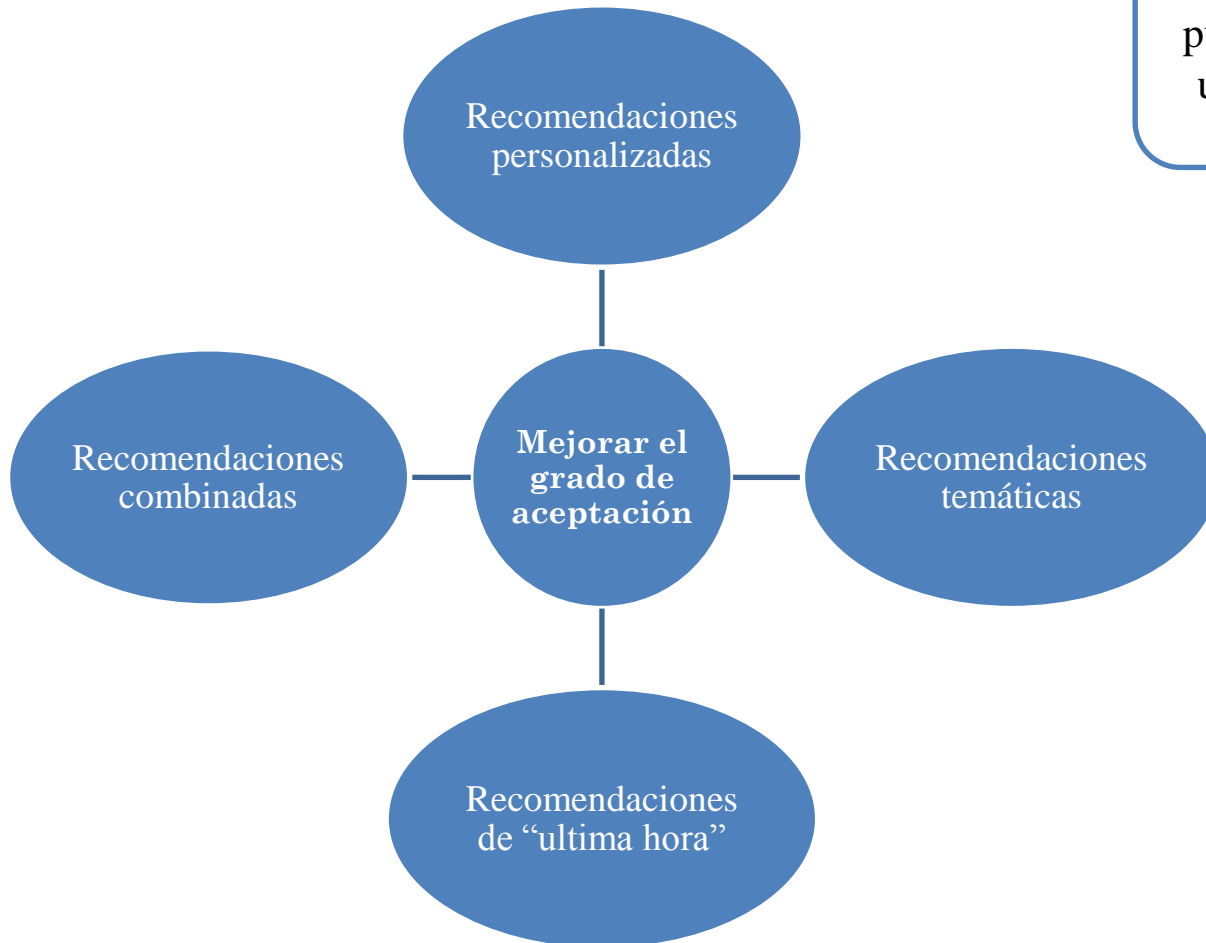 Recomendaciones
personalizadas
Recomendaciones
combinadas
Mejorar el
grado de
aceptación
Recomendaciones
temáticas
Recomendaciones
de “ultima hora”